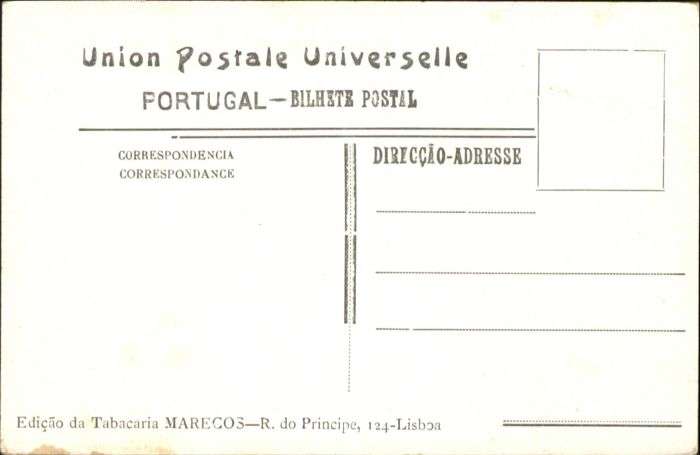 Union Postale Universelle
PORTUGAL—BILHETE POSTAL
CORRESPONDENCIA
CORRESPONDANCE
DIRECÇÃO-ADRESSE
Edição da Tabacaria MARECOS—R. do Principe, 124-Lisboa